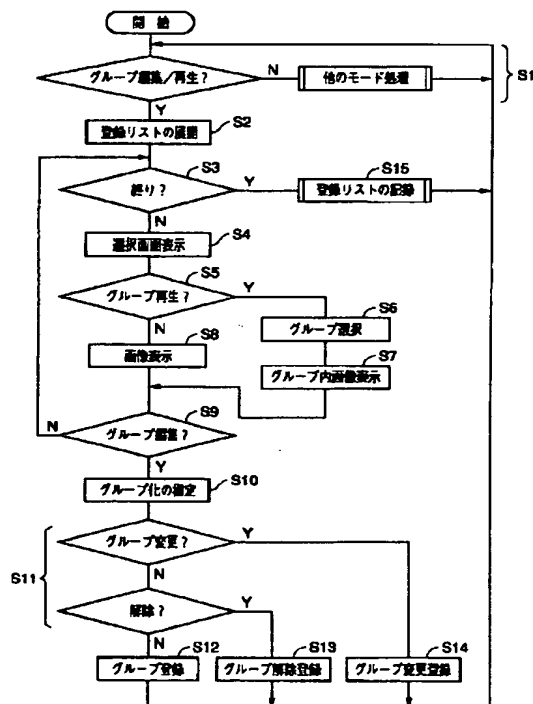 開始
グループ編集/再生?
N
他のモード処理
S1
Y
S2
登録リストの展開
S3
終り?
Y
S15
登録リストの記録
N
S4
選択画面表示
S5
グループ再生?
Y
S6
グループ選択
N
S8
画像表示
S7
グループ内画像表示
S9
N
グループ編集?
Y
S10
グループ化の指定
グループ変更?
Y
S11
N
解除?
Y
N
S12
グループ登録
S13
グループ解除登録
S14
グループ変更登録